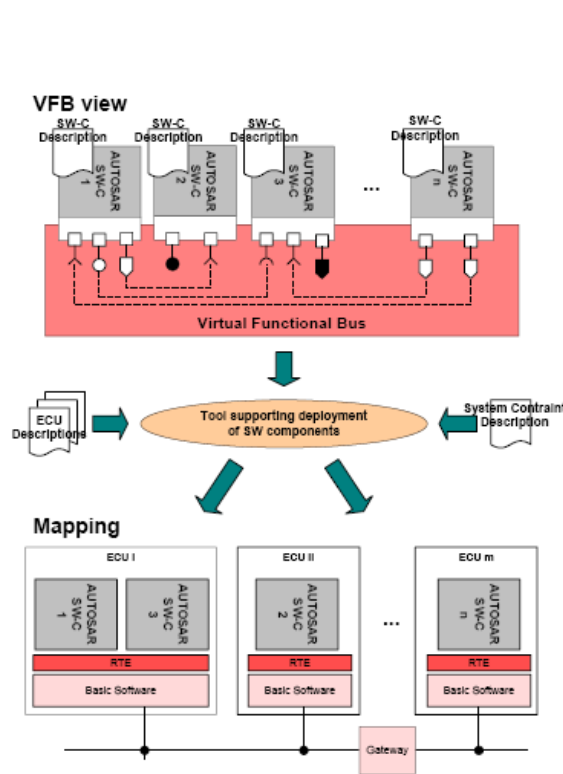 VFB view
SW-C
Description
SW-C
Description
SW-C
Description
SW-C
Description
AUTOSAR
SW-C
1
AUTOSAR
SW-C
2
AUTOSAR
SW-C
3
...
AUTOSAR
SW-C
n
Virtual Functional Bus
ECU
Descriptions
Tool supporting deployment
of SW components
System Contraint
Description
Mapping
ECU I
ECU II
ECU m
AUTOSAR
SW-C
1
AUTOSAR
SW-C
3
AUTOSAR
SW-C
2
...
AUTOSAR
SW-C
n
RTE
RTE
RTE
Basic Software
Basic Software
Basic Software
Gateway